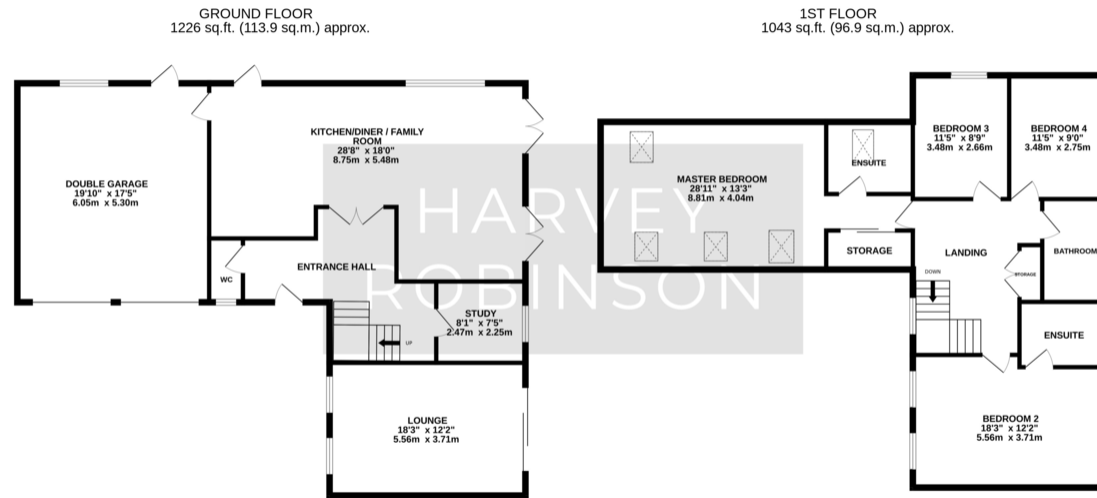 GROUND FLOOR
1226 sq.ft. (113.9 sq.m.) approx.
1ST FLOOR
1043 sq.ft. (96.9 sq.m.) approx.
DOUBLE GARAGE
19'10" x 17'5"
6.05m x 5.30m
KITCHEN/DINER / FAMILY
ROOM
28'8" x 18'0"
8.75m x 5.48m
WC
ENTRANCE HALL
STUDY
8'1" x 7'5"
2.47m x 2.25m
UP
LOUNGE
18'3" x 12'2"
5.56m x 3.71m
MASTER BEDROOM
28'11" x 13'3"
8.81m x 4.04m
ENSUITE
STORAGE
BEDROOM 3
11'5" x 8'9"
3.48m x 2.66m
BEDROOM 4
11'5" x 9'0"
3.48m x 2.75m
LANDING
BATHROOM
STORAGE
DOWN
ENSUITE
BEDROOM 2
18'3" x 12'2"
5.56m x 3.71m
HARVEY
ROBINSON